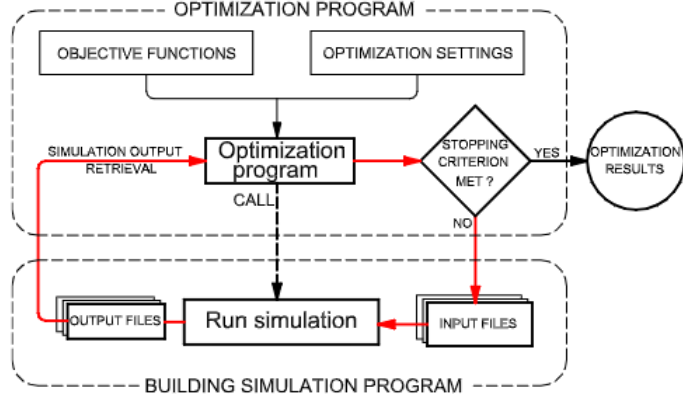 OPTIMIZATION PROGRAM
OBJECTIVE FUNCTIONS
OPTIMIZATION SETTINGS
SIMULATION OUTPUT
RETRIEVAL
Optimization
program
STOPPING
CRITERION
MET ?
YES
OPTIMIZATION
RESULTS
CALL
NO
OUTPUT FILES
Run simulation
INPUT FILES
BUILDING SIMULATION PROGRAM